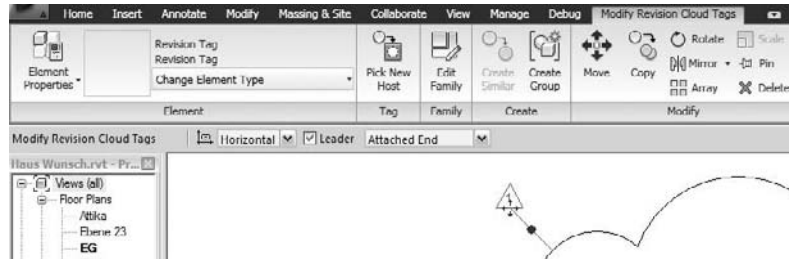 Home Insert Annotate Modify Massing & Site Collaborate View Manage Debug Modify Revision Cloud Tags
Element Properties
Revision Tag
Revision Tag
Change Element Type
Pick New Host
Edit Family
Create Similar
Create Group
Move
Copy
Rotate
Scale
Mirror
Pin
Array
Delete
Element Tag Family Create Modify
Modify Revision Cloud Tags Horizontal Leader Attached End
Haus Wunsch.rvt - Pr...
Views (all)
Floor Plans
Attika
Ebene 23
EG
1